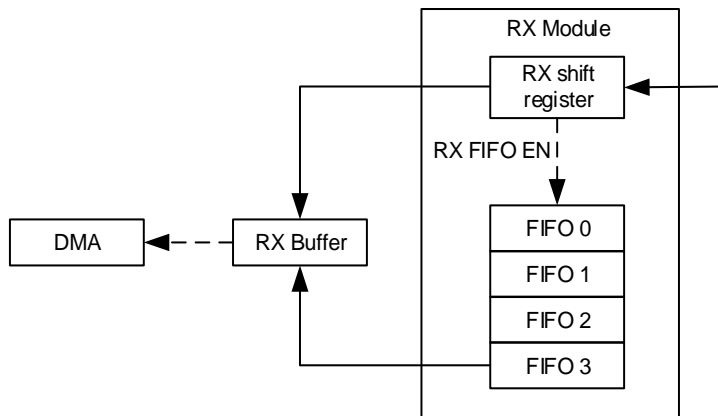 RX Module
RX shift
register
RX FIFO EN
FIFO 0
DMA
RX Buffer
FIFO 1
FIFO 2
FIFO 3